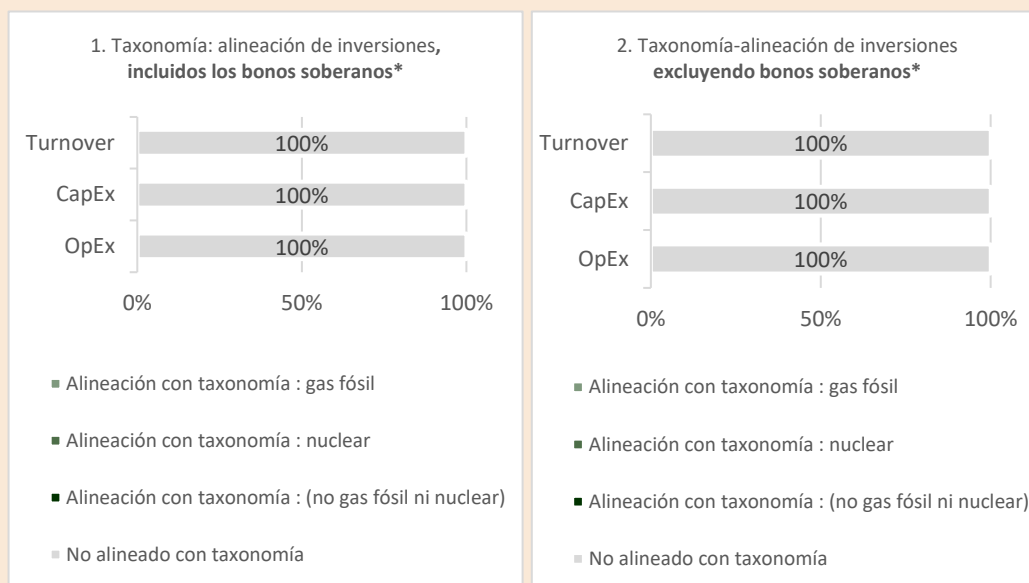 1. Taxonomía: alineación de inversiones,
incluidos los bonos soberanos*
Turnover
100%
CapEx
100%
OpEx
100%
0%
50%
100%
Alineación con taxonomía : gas fósil
Alineación con taxonomía : nuclear
Alineación con taxonomía : (no gas fósil ni nuclear)
No alineado con taxonomía
2. Taxonomía-alineación de inversiones
excluyendo bonos soberanos*
Turnover
100%
CapEx
100%
OpEx
100%
0%
50%
100%
Alineación con taxonomía : gas fósil
Alineación con taxonomía : nuclear
Alineación con taxonomía : (no gas fósil ni nuclear)
No alineado con taxonomía